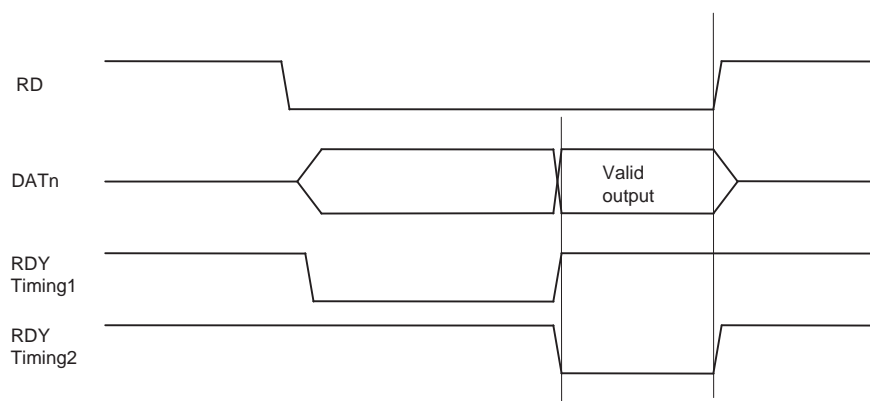 RD
DATn
Valid
output
RDY
Timing1
RDY
Timing2